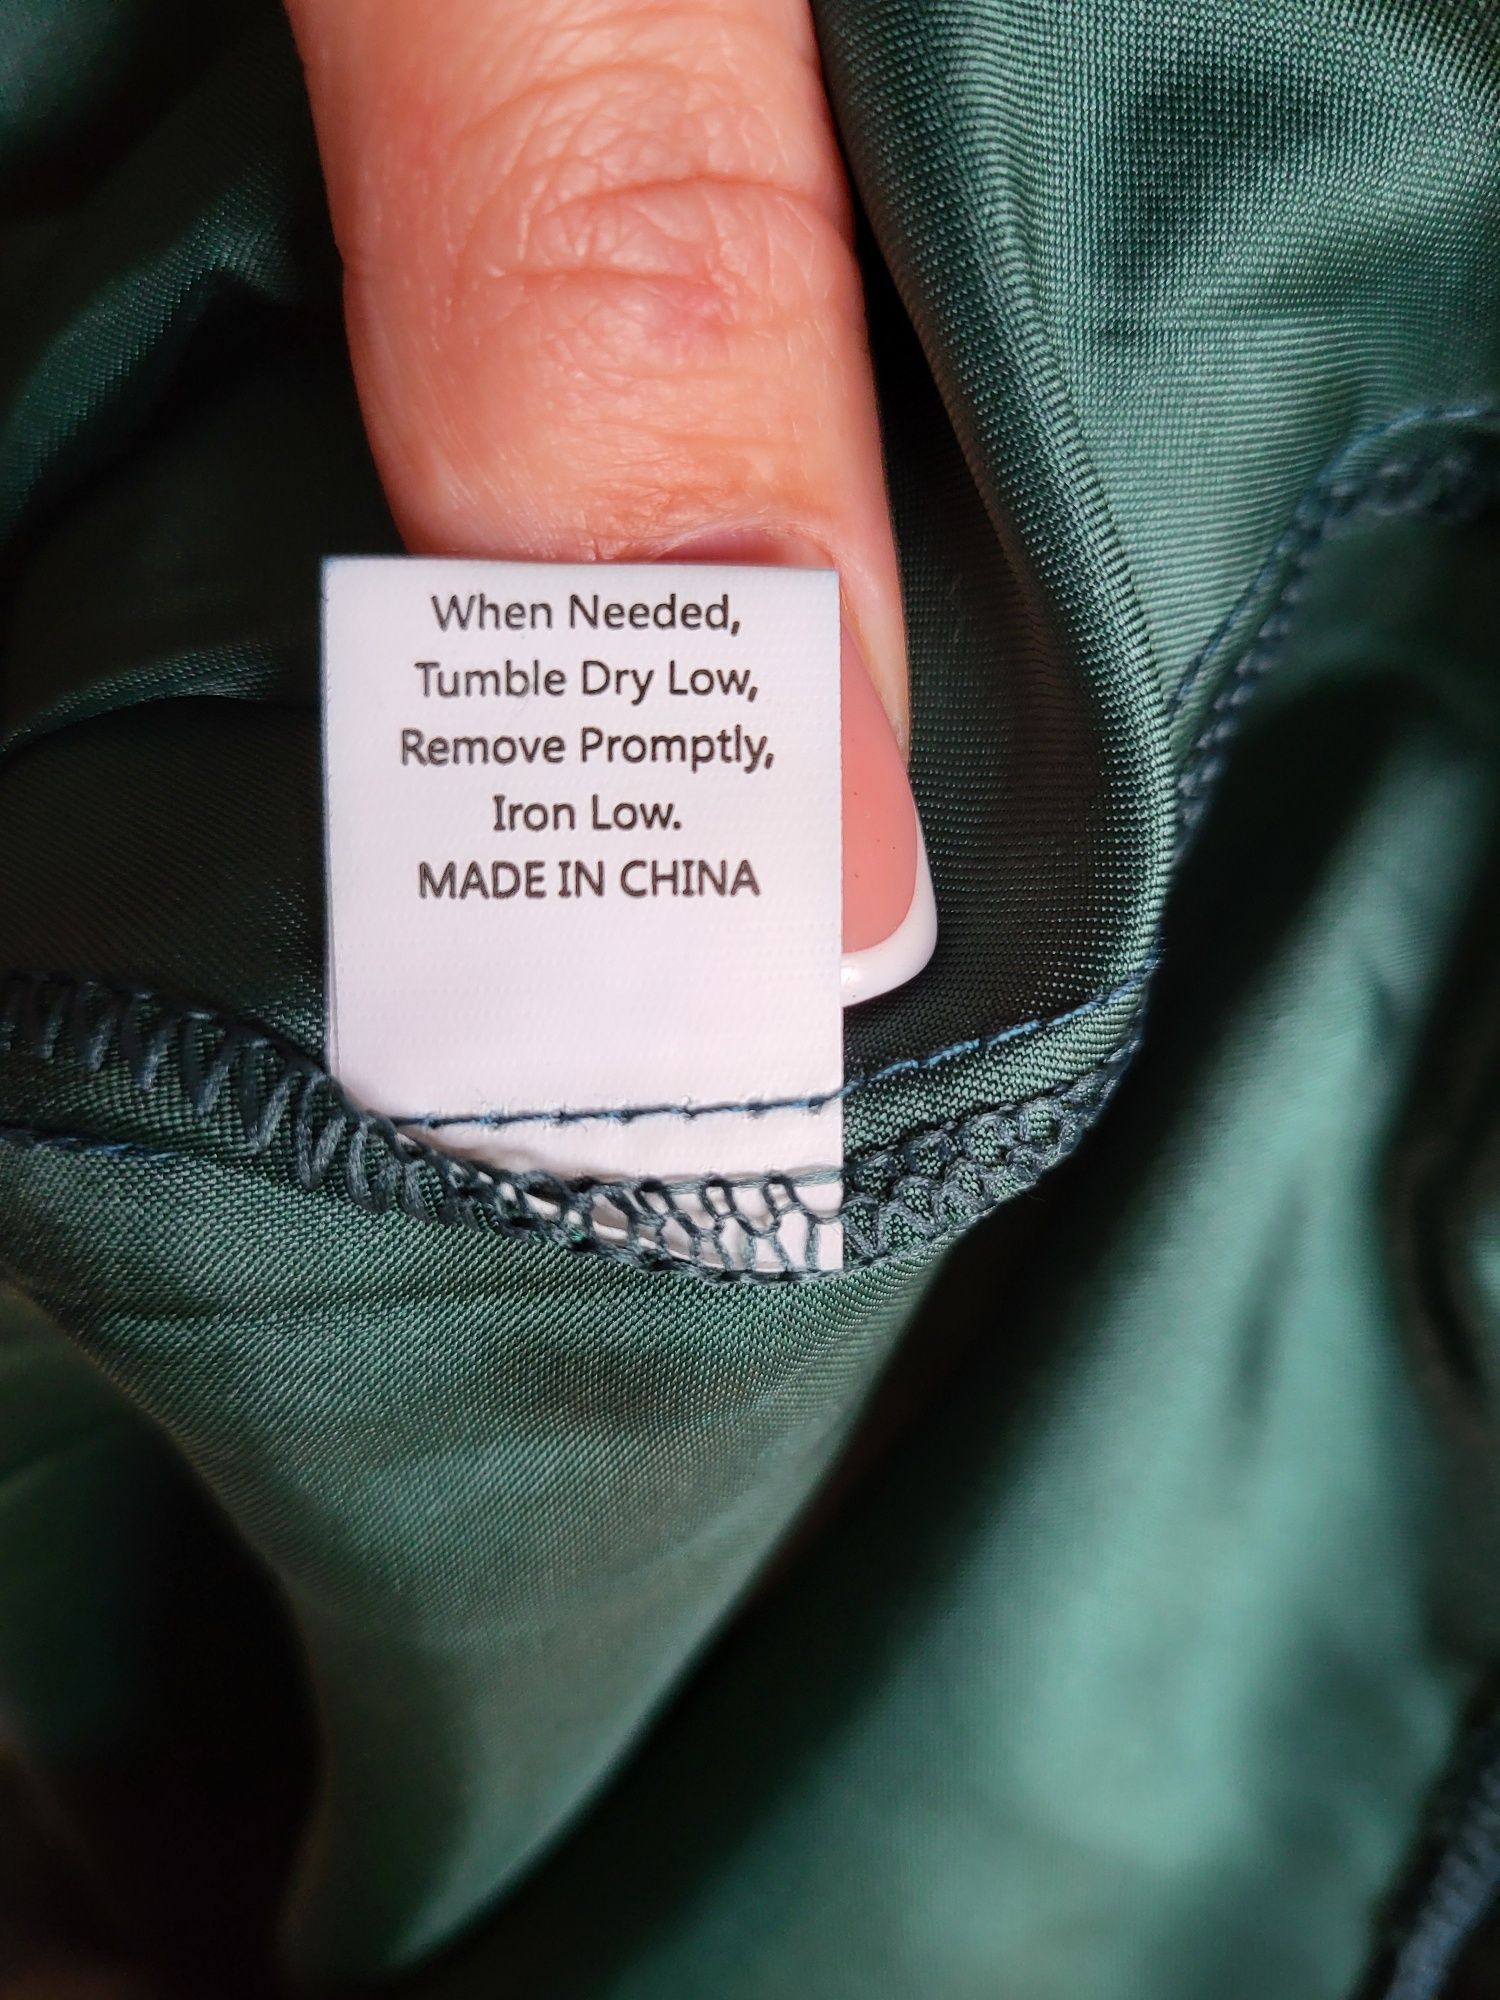 When Needed,
Tumble Dry Low,
Remove Promptly,
Iron Low.
MADE IN CHINA